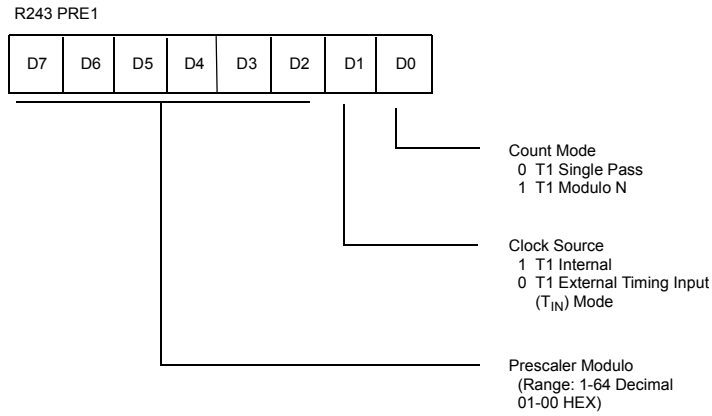 R243 PRE1
D7 D6 D5 D4 D3 D2 D1 D0
Count Mode
0 T1 Single Pass
1 T1 Modulo N
Clock Source
1 T1 Internal
0 T1 External Timing Input
(TIN) Mode
Prescaler Modulo
(Range: 1-64 Decimal
01-00 HEX)